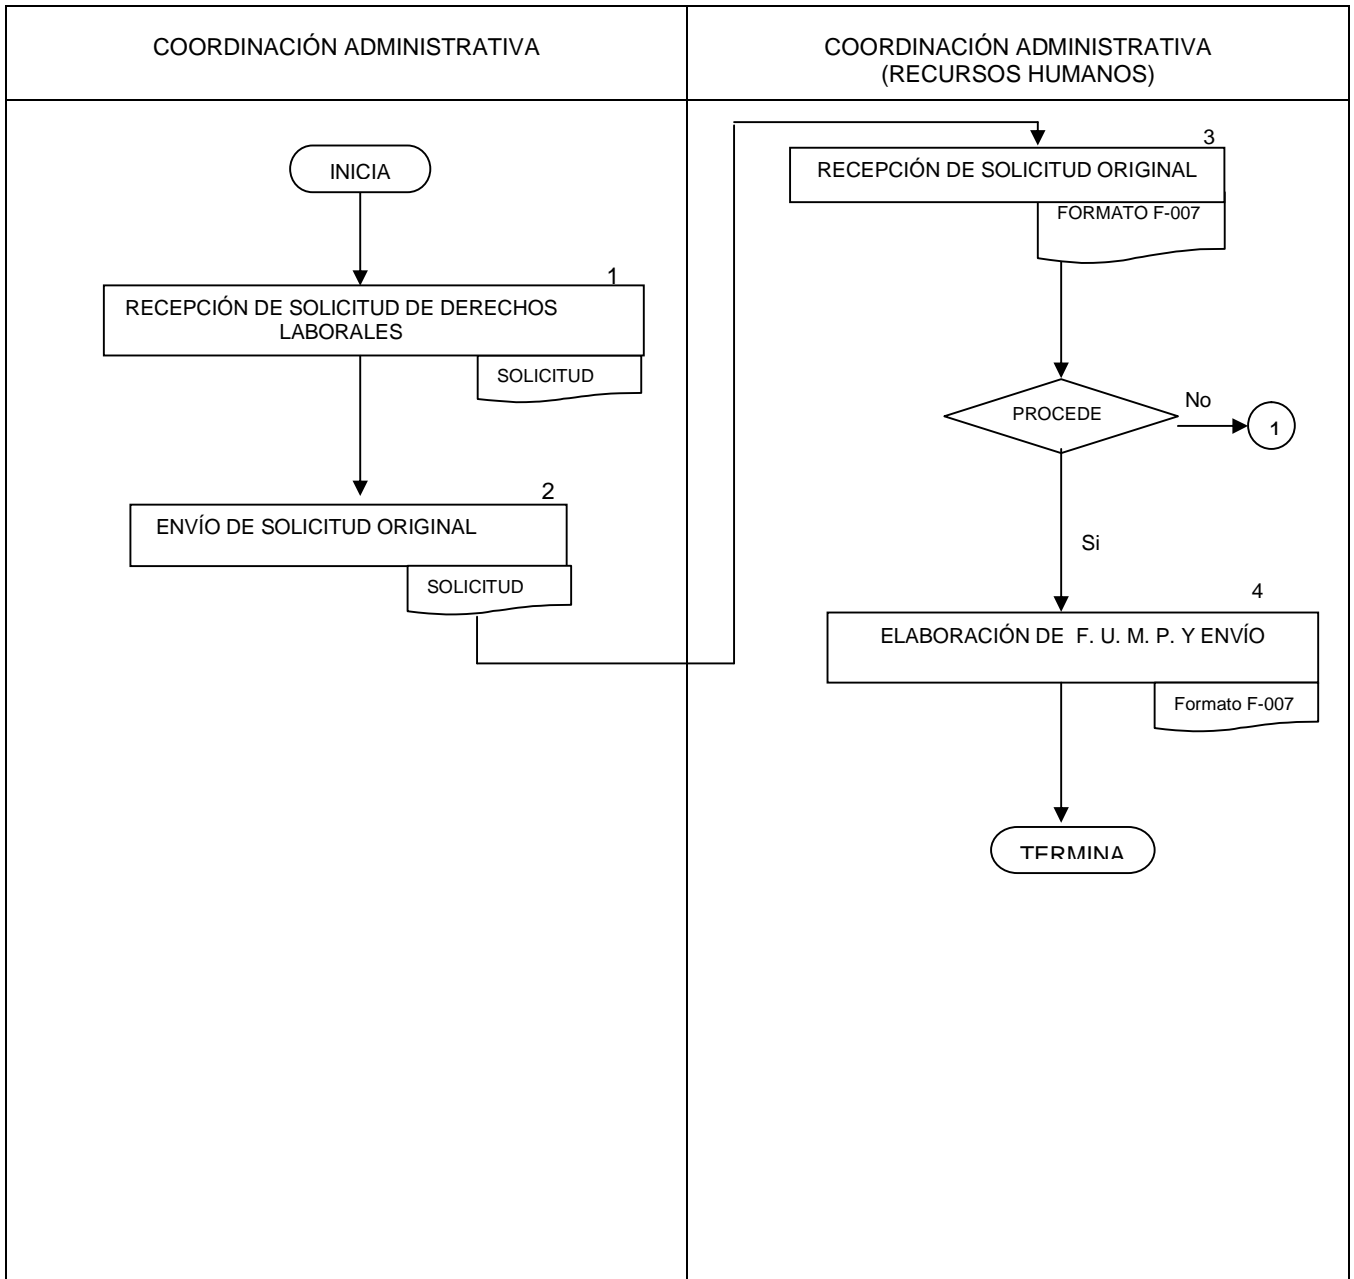 COORDINACIÓN ADMINISTRATIVA
COORDINACIÓN ADMINISTRATIVA
(RECURSOS HUMANOS)
INICIA
1
RECEPCIÓN DE SOLICITUD DE DERECHOS
LABORALES
SOLICITUD
2
ENVÍO DE SOLICITUD ORIGINAL
SOLICITUD
3
RECEPCIÓN DE SOLICITUD ORIGINAL
FORMATO F-007
PROCEDE
No
1
Si
4
ELABORACIÓN DE F. U. M. P. Y ENVÍO
Formato F-007
TERMINA